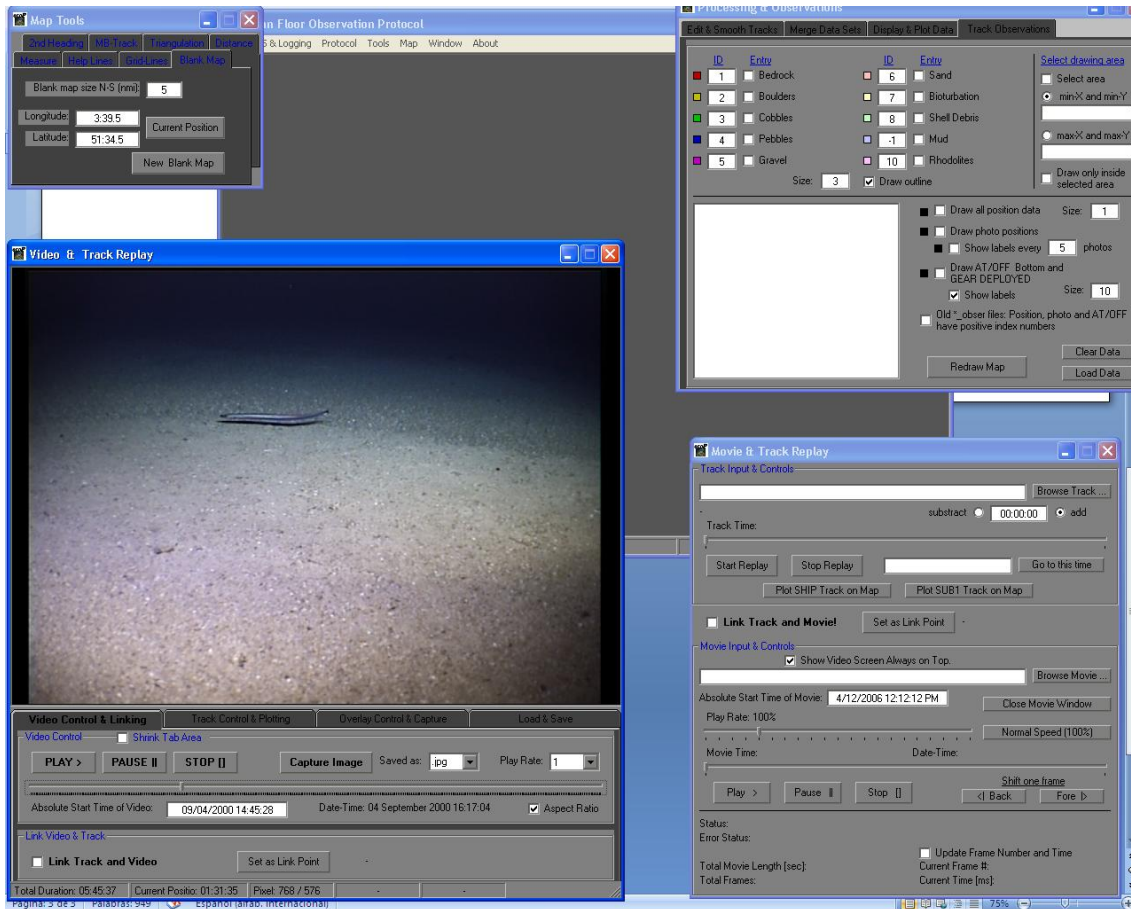 Map Tools
2nd Heading MB-Track Triangulation Distance
Measure Help Lines Grid-Lines Blank Map
Blank map size N-S (nmi): 5
Longitude: 3:39.5
Current Position
Latitude: 51:34.5
New Blank Map
Floor Observation Protocol
& Logging Protocol Tools Map Window About
Processing & Observations
Edit & Smooth Tracks Merge Data Sets Display & Plot Data Track Observations
ID Entry ID Entry
1 Bedrock 6 Sand
2 Boulders 7 Bioturbation
3 Cobbles 8 Shell Debris
4 Pebbles -1 Mud
5 Gravel 10 Rhodolites
Size: 3 Draw outline
Select drawing area
Select area
min-X and min-Y
max-X and max-Y
Draw only inside
selected area
Draw all position data Size: 1
Draw photo positions
Show labels every 5 photos
Draw AT/OFF Bottom and
GEAR DEPLOYED
Show labels Size: 10
Old *_obser files: Position, photo and AT/OFF
have positive index numbers
Redraw Map
Clear Data
Load Data
Video & Track Replay
Video Control & Linking Track Control & Plotting Overlay Control & Capture Load & Save
Video Control Shrink Tab Area
PLAY > PAUSE || STOP [] Capture Image Saved as: .jpg Play Rate: 1
Absolute Start Time of Video: 09/04/2000 14:45:28 Date-Time: 04 September 2000 16:17:04 Aspect Ratio
Link Video & Track
Link Track and Video Set as Link Point -
Total Duration: 05:45:37 Current Positio: 01:31:35 Pixel: 768 / 576 - -
Movie & Track Replay
Track Input & Controls
Browse Track ...
- substract 00:00:00 add
Track Time:
Start Replay Stop Replay Go to this time
Plot SHIP Track on Map Plot SUB1 Track on Map
Link Track and Movie! Set as Link Point -
Movie Input & Controls
Show Video Screen Always on Top.
Browse Movie ...
Absolute Start Time of Movie: 4/12/2006 12:12:12 PM Close Movie Window
Play Rate: 100%
Normal Speed (100%)
Movie Time: Date-Time:
Shift one frame
Play > Pause || Stop [] <| Back Fore |>
Status:
Error Status:
Update Frame Number and Time
Total Movie Length [sec]: Current Frame #:
Total Frames: Current Time [ms]:
Página: 3 de 3 Palabras: 949 Español (alfab. internacional) 75%